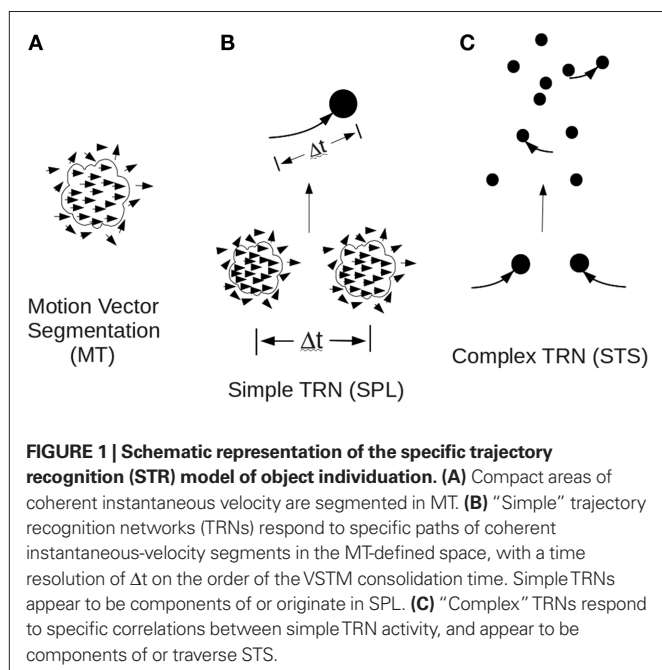 A
B
C
Δt
Motion Vector
Segmentation
(MT)
Δt
Simple TRN (SPL)
Complex TRN (STS)
FIGURE 1 | Schematic representation of the specific trajectory
recognition (STR) model of object individuation. (A) Compact areas of
coherent instantaneous velocity are segmented in MT. (B) “Simple” trajectory
recognition networks (TRNs) respond to specific paths of coherent
instantaneous-velocity segments in the MT-defined space, with a time
resolution of Δt on the order of the VSTM consolidation time. Simple TRNs
appear to be components of or originate in SPL. (C) “Complex” TRNs respond
to specific correlations between simple TRN activity, and appear to be
components of or traverse STS.